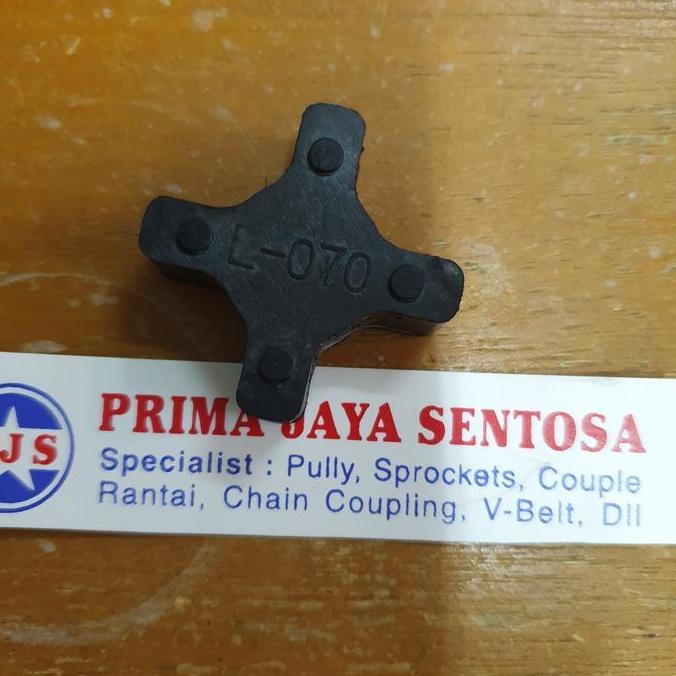 L-070
JS
PRIMA JAYA SENTOSA
Specialist : Pully, Sprockets, Couple
Rantai, Chain Coupling, V-Belt, Dll